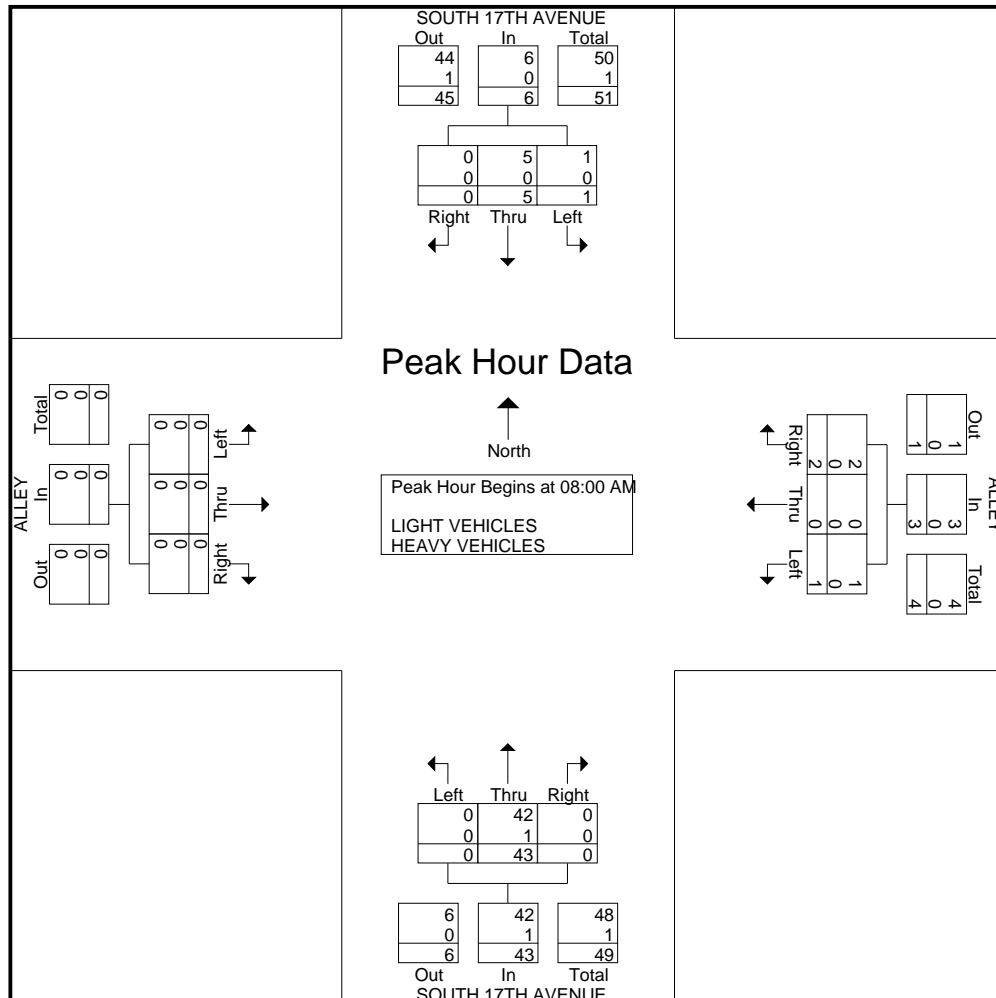 SOUTH 17TH AVENUE
Out In Total
44 6 50
1 0 1
45 6 51
0 5 1
0 0 0
0 5 1
Right Thru Left
Peak Hour Data
North
Peak Hour Begins at 08:00 AM
LIGHT VEHICLES
HEAVY VEHICLES
ALLEY
Out In Total
0 0 0
0 0 0
0 0 0
Right Thru Left
0 0 0
0 0 0
0 0 0
ALLEY
Out In Total
1 3 4
0 0 0
1 3 4
Right Thru Left
2 0 1
0 0 0
2 0 1
Left Thru Right
0 42 0
0 1 0
0 43 0
6 42 48
0 1 1
6 43 49
Out In Total
SOUTH 17TH AVENUE